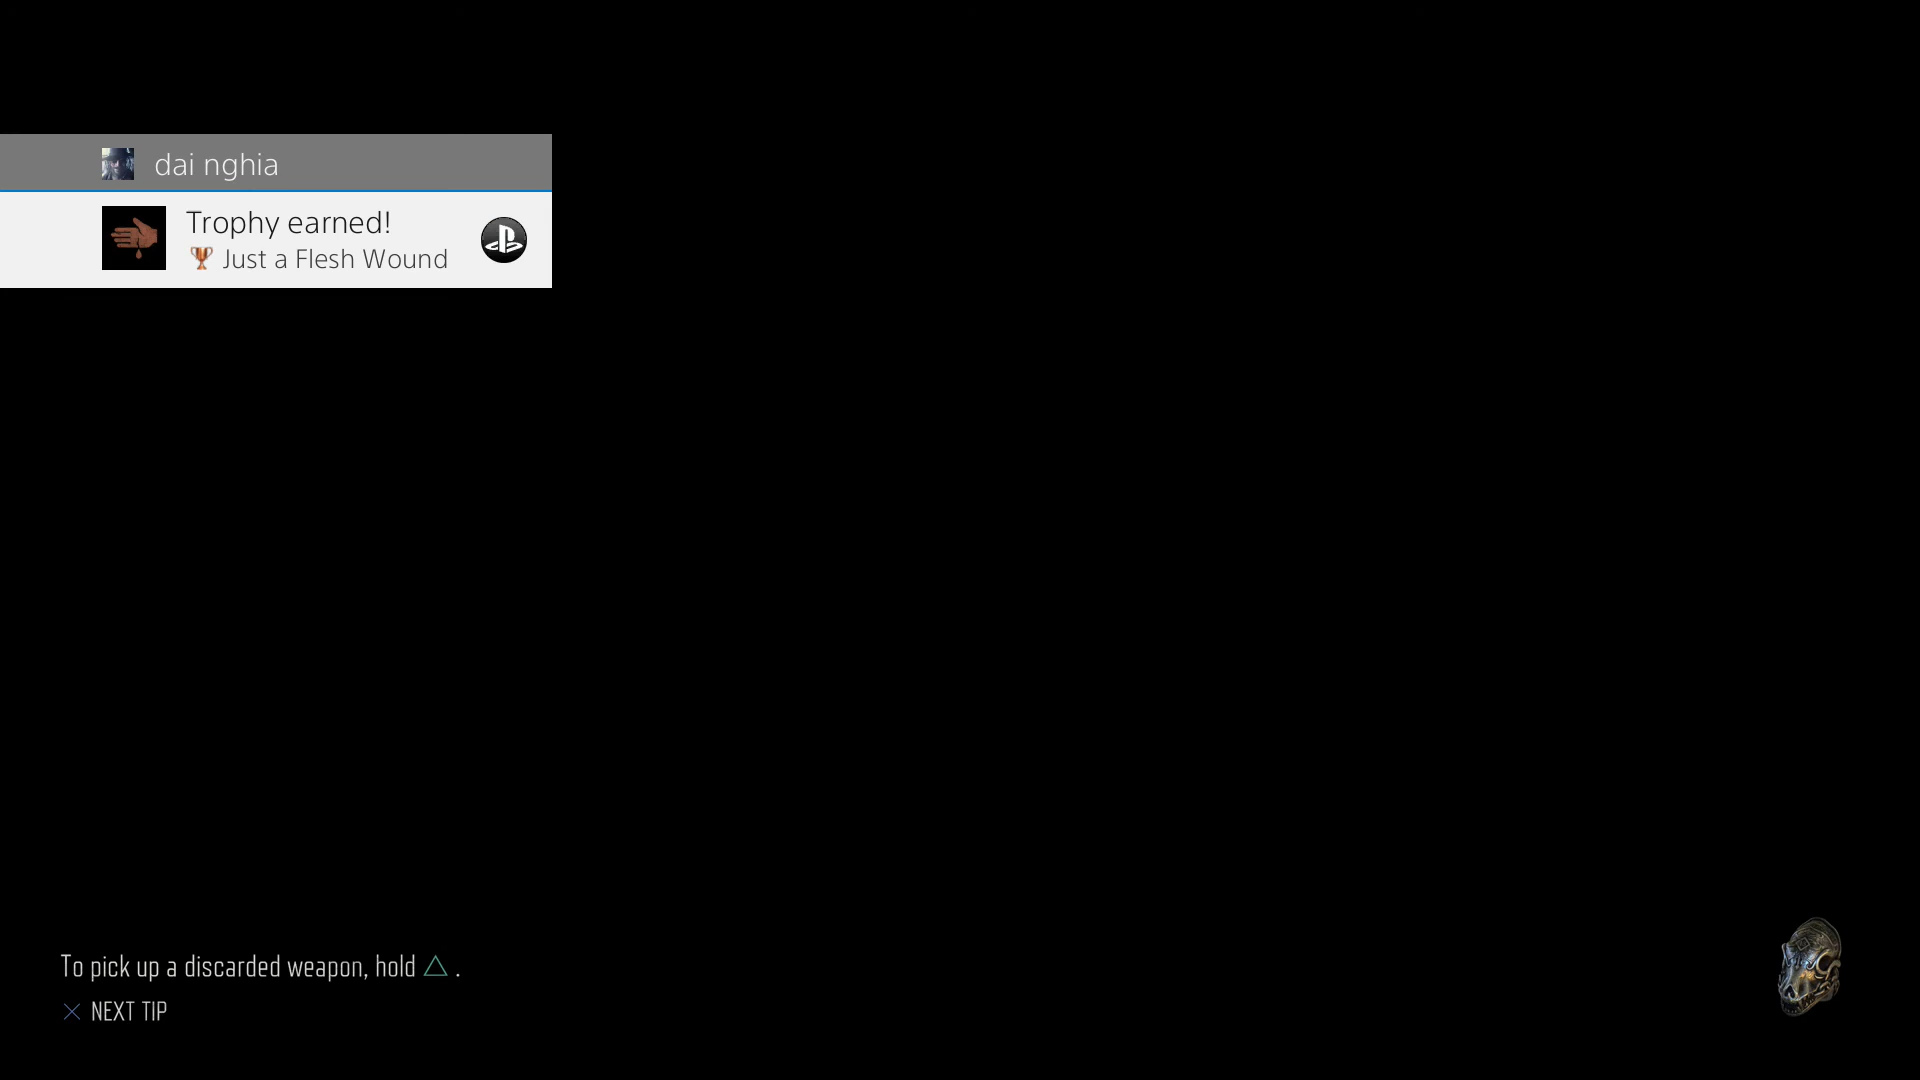 dai nghia
Trophy earned!
Just a Flesh Wound
To pick up a discarded weapon, hold △ .
NEXT TIP